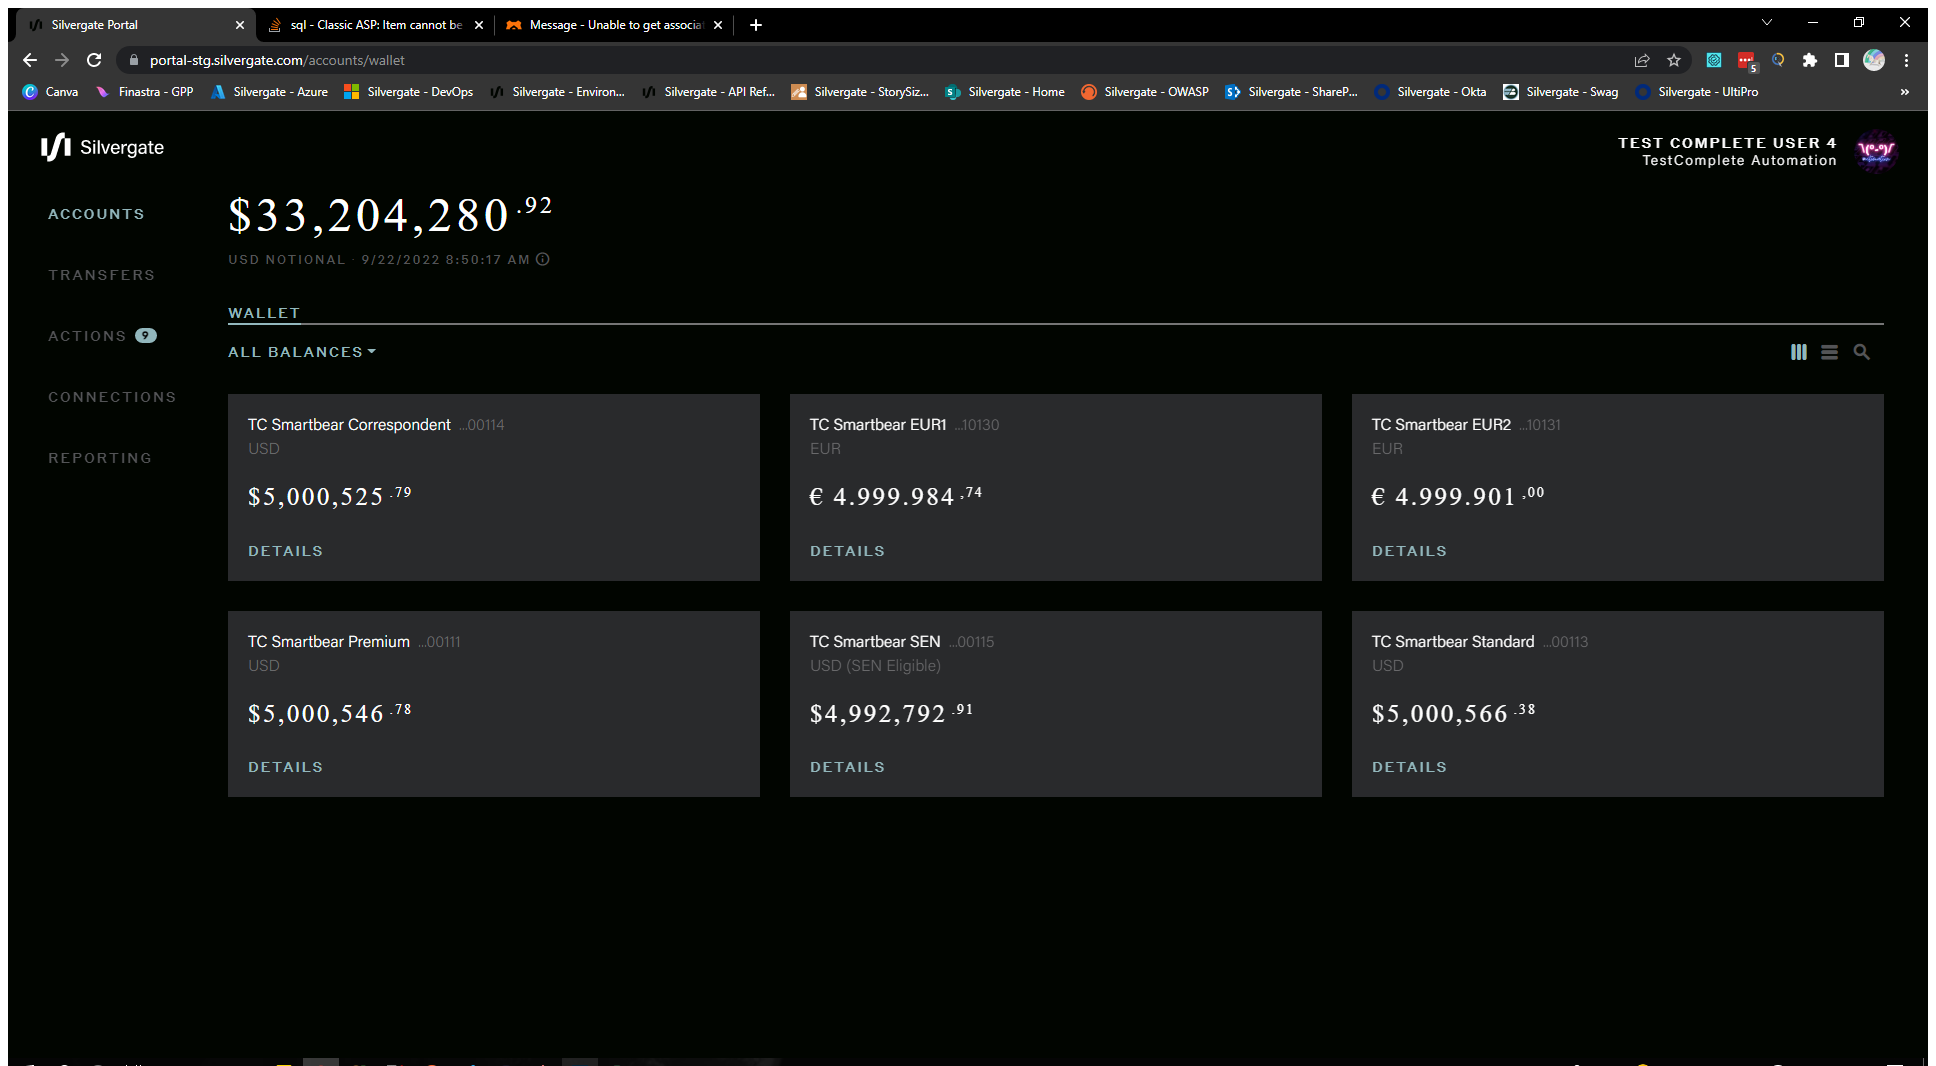 Silvergate Portal
sql - Classic ASP: Item cannot be
Message - Unable to get associa
portal-stg.silvergate.com/accounts/wallet
5
Canva
Finastra - GPP
Silvergate - Azure
Silvergate - DevOps
Silvergate - Environ...
Silvergate - API Ref...
Silvergate - StorySiz...
Silvergate - Home
Silvergate - OWASP
Silvergate - ShareP...
Silvergate - Okta
Silvergate - Swag
Silvergate - UltiPro
»
Silvergate
TEST COMPLETE USER 4
TestComplete Automation
ACCOUNTS
TRANSFERS
ACTIONS 9
CONNECTIONS
REPORTING
$33,204,280.92
USD NOTIONAL · 9/22/2022 8:50:17 AM
WALLET
ALL BALANCES
TC Smartbear Correspondent ...00114
USD
$5,000,525.79
DETAILS
TC Smartbear EUR1 ...10130
EUR
€ 4.999.984,74
DETAILS
TC Smartbear EUR2 ...10131
EUR
€ 4.999.901,00
DETAILS
TC Smartbear Premium ...00111
USD
$5,000,546.78
DETAILS
TC Smartbear SEN ...00115
USD (SEN Eligible)
$4,992,792.91
DETAILS
TC Smartbear Standard ...00113
USD
$5,000,566.38
DETAILS